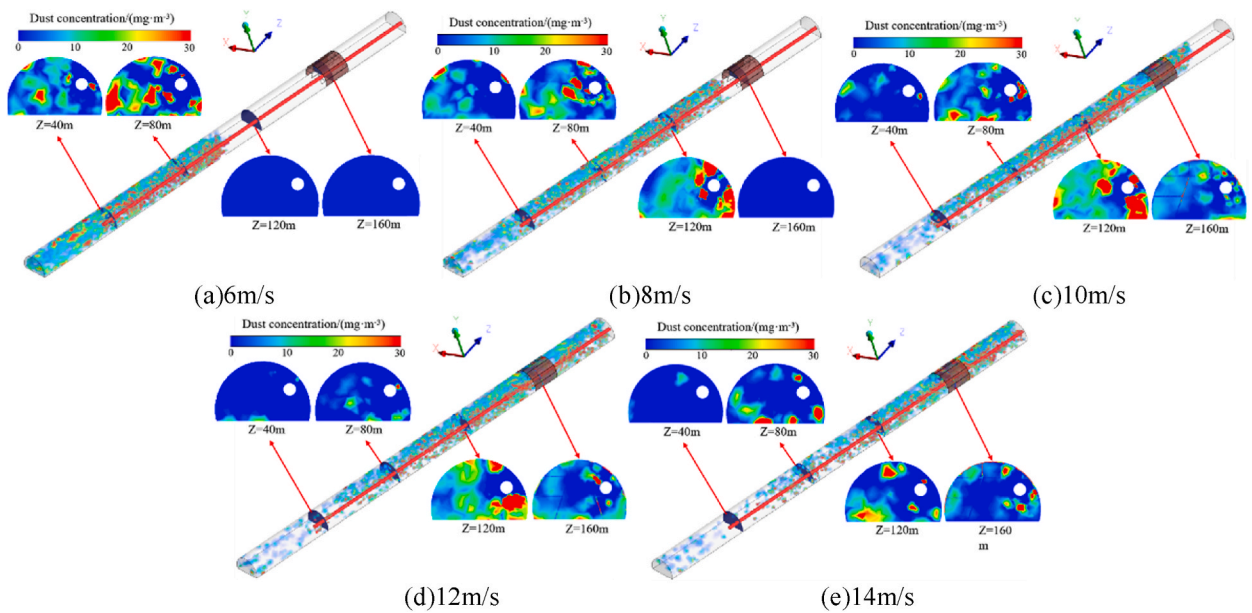 Dust concentration/(mg·m⁻³)
0 10 20 30
Y
X
Z
Z=40m
Z=80m
Z=120m
Z=160m
(a)6m/s
Dust concentration/(mg·m⁻³)
0 10 20 30
Y
X
Z
Z=40m
Z=80m
Z=120m
Z=160m
(b)8m/s
Dust concentration/(mg·m⁻³)
0 10 20 30
Y
X
Z
Z=40m
Z=80m
Z=120m
Z=160m
(c)10m/s
Dust concentration/(mg·m⁻³)
0 10 20 30
Y
X
Z
Z=40m
Z=80m
Z=120m
Z=160m
(d)12m/s
Dust concentration/(mg·m⁻³)
0 10 20 30
Y
X
Z
Z=40m
Z=80m
Z=120m
Z=160
m
(e)14m/s